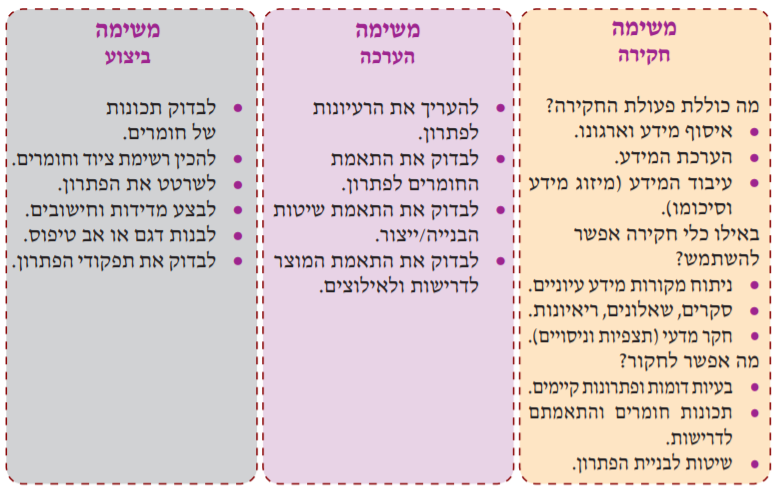 משימה
חקירה
מה כוללת פעולת החקירה?
• איסוף מידע וארגונו.
• הערכת המידע.
• עיבוד המידע (מיזוג מידע
וסיכומו).
באילו כלי חקירה אפשר
להשתמש?
• ניתוח מקורות מידע עיוניים.
• סקרים, שאלונים, ריאיונות.
• חקר מדעי (תצפיות וניסויים).
מה אפשר לחקור?
• בעיות דומות ופתרונות קיימים.
• תכונות חומרים והתאמתם
לדרישות.
• שיטות לבניית הפתרון.
משימה
הערכה
• להעריך את הרעיונות
לפתרון.
• לבדוק את התאמת
החומרים לפתרון.
• לבדוק את התאמת שיטות
הבנייה/ייצור.
• לבדוק את התאמת המוצר
לדרישות ולאילוצים.
משימה
ביצוע
• לבדוק תכונות
של חומרים.
• להכין רשימת ציוד וחומרים.
• לשרטט את הפתרון.
• לבצע מדידות וחישובים.
• לבנות דגם או אב טיפוס.
• לבדוק את תפקודי הפתרון.